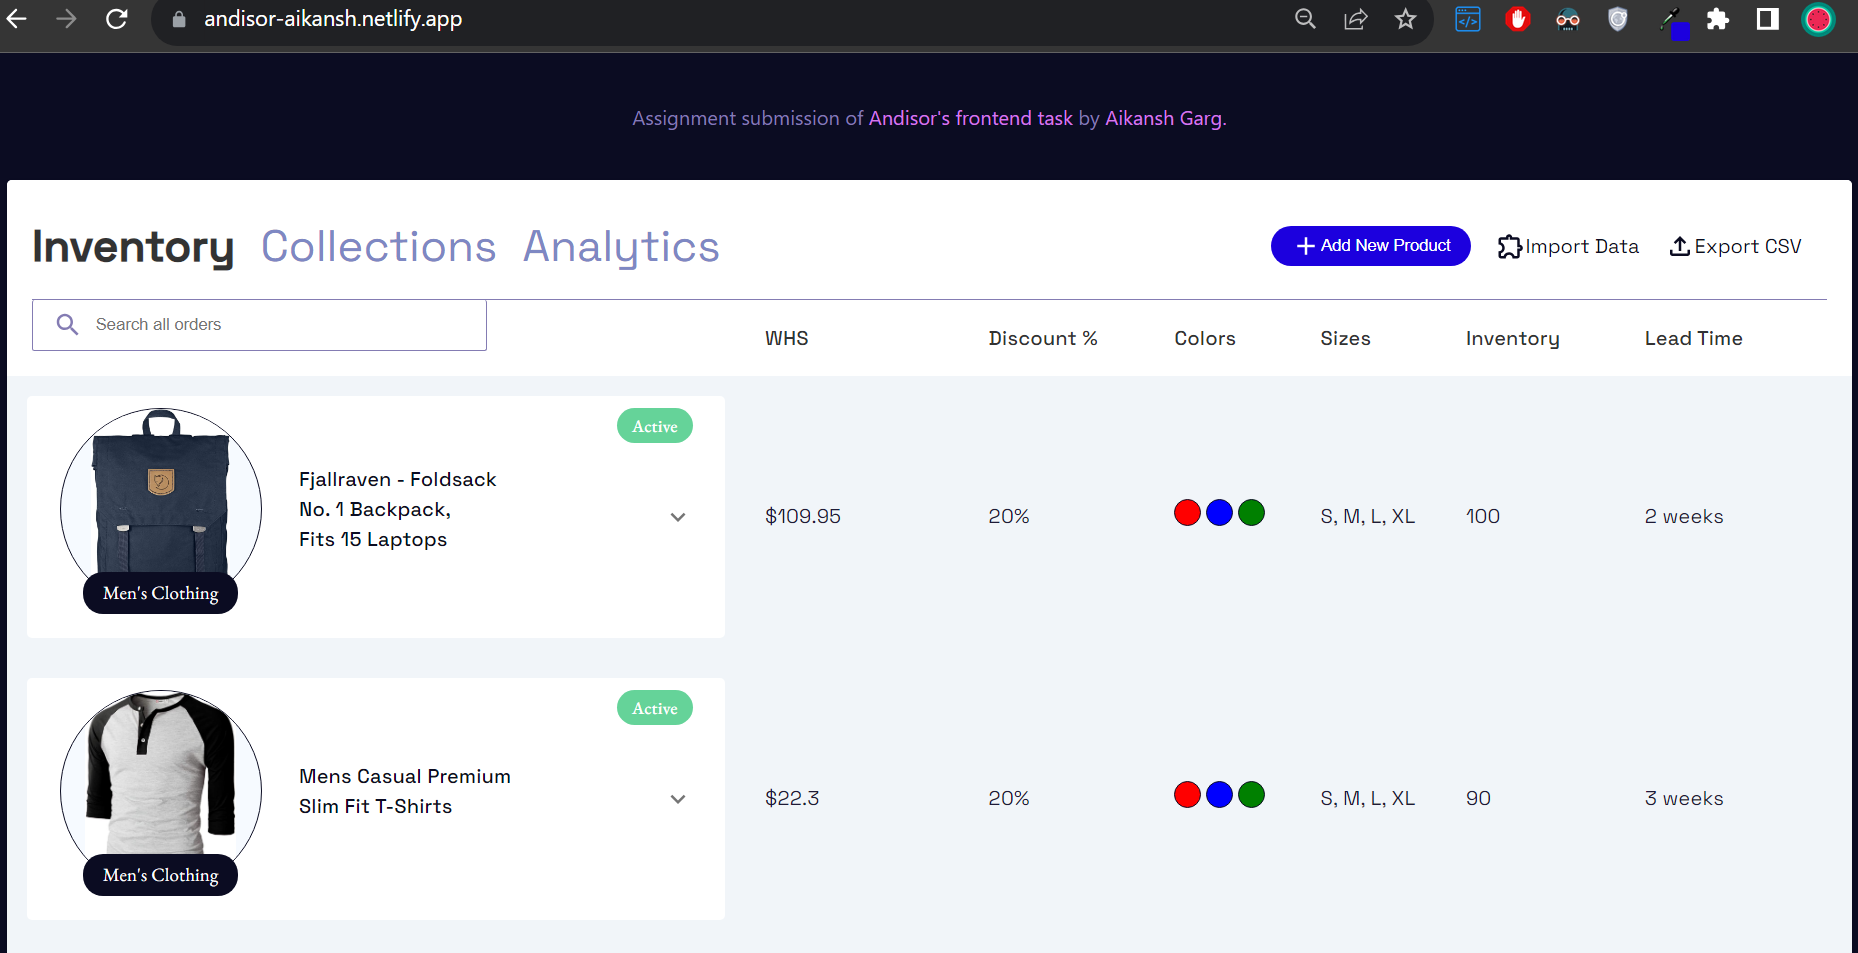 andisor-aikansh.netlify.app
Assignment submission of Andisor's frontend task by Aikansh Garg.
Inventory Collections Analytics
Add New Product Import Data Export CSV
Search all orders
WHS Discount % Colors Sizes Inventory Lead Time
Active
Fjallraven - Foldsack
No. 1 Backpack,
Fits 15 Laptops
Men's Clothing
$109.95 20% S, M, L, XL 100 2 weeks
Active
Mens Casual Premium
Slim Fit T-Shirts
Men's Clothing
$22.3 20% S, M, L, XL 90 3 weeks